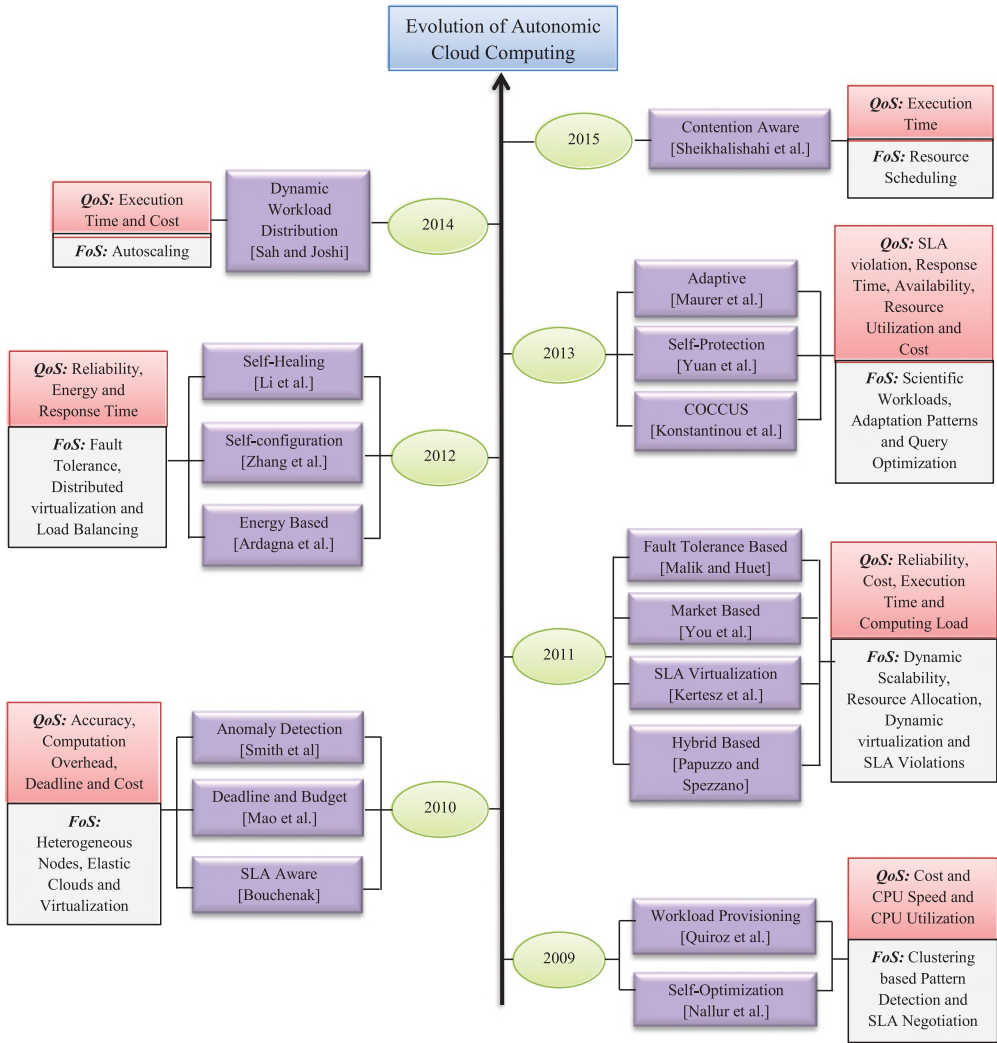 Evolution of Autonomic
Cloud Computing
2015
Contention Aware
[Sheikhalishahi et al.]
QoS: Execution
Time
FoS: Resource
Scheduling
QoS: Execution
Time and Cost
FoS: Autoscaling
Dynamic
Workload
Distribution
[Sah and Joshi]
2014
2013
Adaptive
[Maurer et al.]
Self-Protection
[Yuan et al.]
COCCUS
[Konstantinou et al.]
QoS: SLA
violation, Response
Time, Availability,
Resource
Utilization and
Cost
FoS: Scientific
Workloads,
Adaptation Patterns
and Query
Optimization
QoS: Reliability,
Energy and
Response Time
FoS: Fault
Tolerance,
Distributed
virtualization and
Load Balancing
Self-Healing
[Li et al.]
Self-configuration
[Zhang et al.]
Energy Based
[Ardagna et al.]
2012
2011
Fault Tolerance Based
[Malik and Huet]
Market Based
[You et al.]
SLA Virtualization
[Kertesz et al.]
Hybrid Based
[Papuzzo and
Spezzano]
QoS: Reliability,
Cost, Execution
Time and
Computing Load
FoS: Dynamic
Scalability,
Resource Allocation,
Dynamic
virtualization and
SLA Violations
QoS: Accuracy,
Computation
Overhead,
Deadline and Cost
FoS:
Heterogeneous
Nodes, Elastic
Clouds and
Virtualization
Anomaly Detection
[Smith et al]
Deadline and Budget
[Mao et al.]
SLA Aware
[Bouchenak]
2010
2009
Workload Provisioning
[Quiroz et al.]
Self-Optimization
[Nallur et al.]
QoS: Cost and
CPU Speed and
CPU Utilization
FoS: Clustering
based Pattern
Detection and
SLA Negotiation